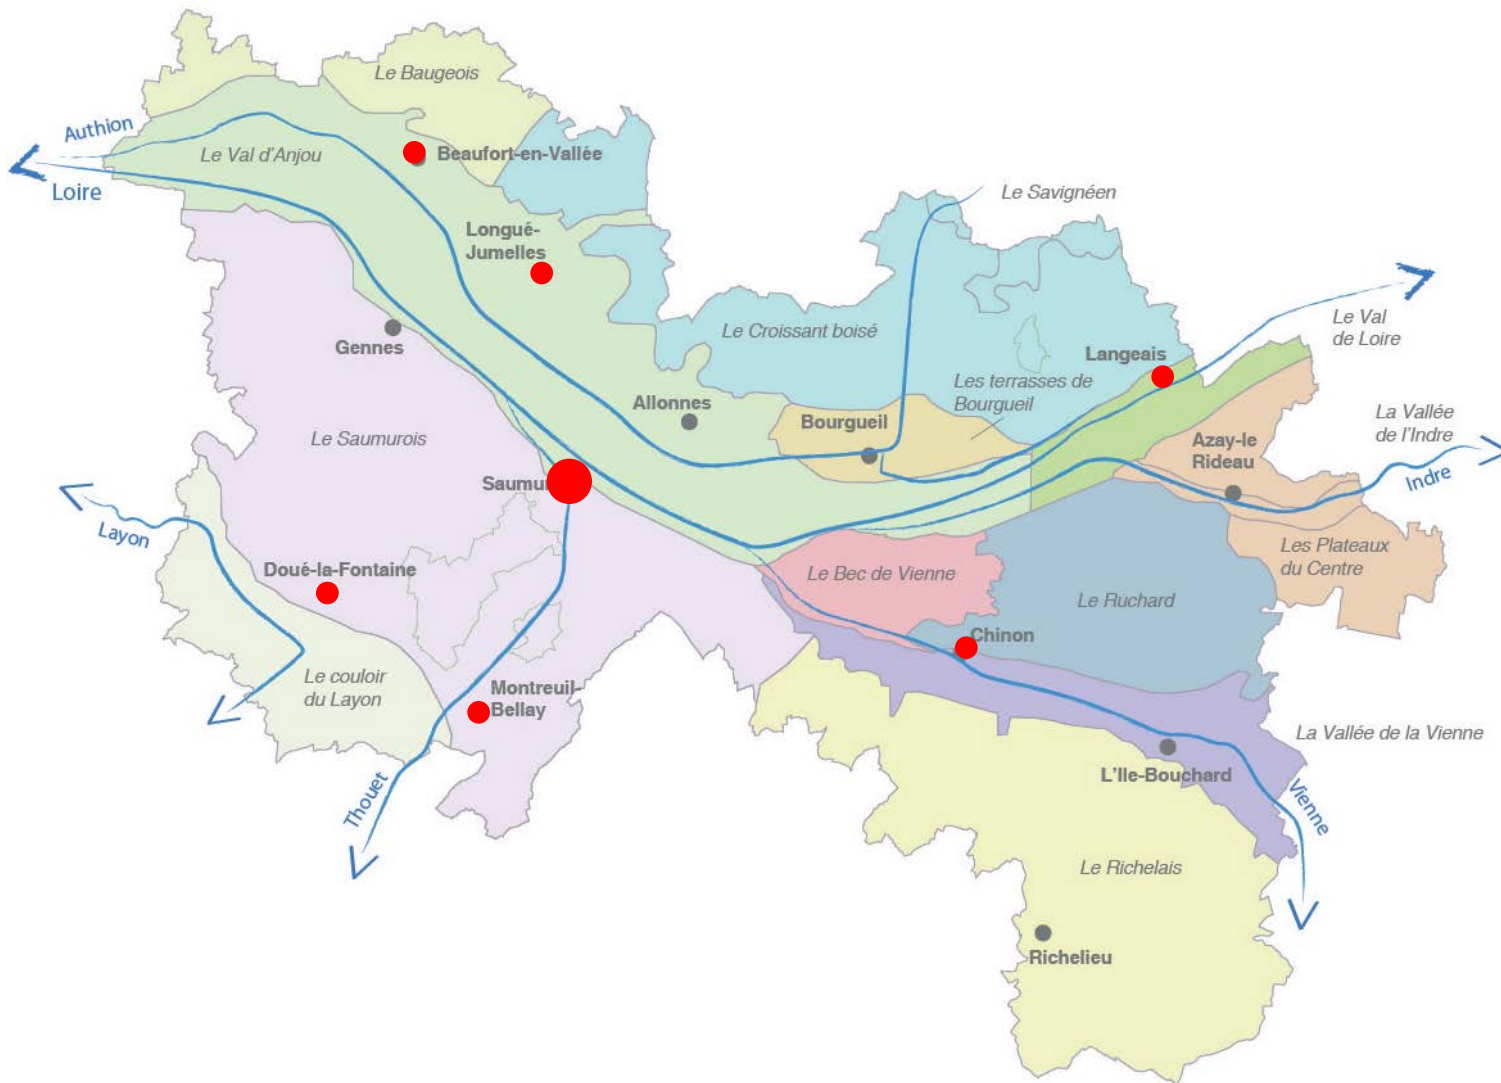 Le Baugeois
Authion
Le Val d'Anjou
Beaufort-en-Vallée
Loire
Le Savignéen
Longué-
Jumelles
Le Croissant boisé
Le Val
de Loire
Gennes
Langeais
Les terrasses de
Bourgueil
Allonnes
Bourgueil
La Vallée
de l'Indre
Le Saumurois
Azay-le
Rideau
Saumur
Indre
Layon
Les Plateaux
du Centre
Doué-la-Fontaine
Le Bec de Vienne
Le Ruchard
Chinon
Le couloir
du Layon
Montreuil-
Bellay
La Vallée de la Vienne
L'Ile-Bouchard
Thouet
Vienne
Le Richelais
Richelieu